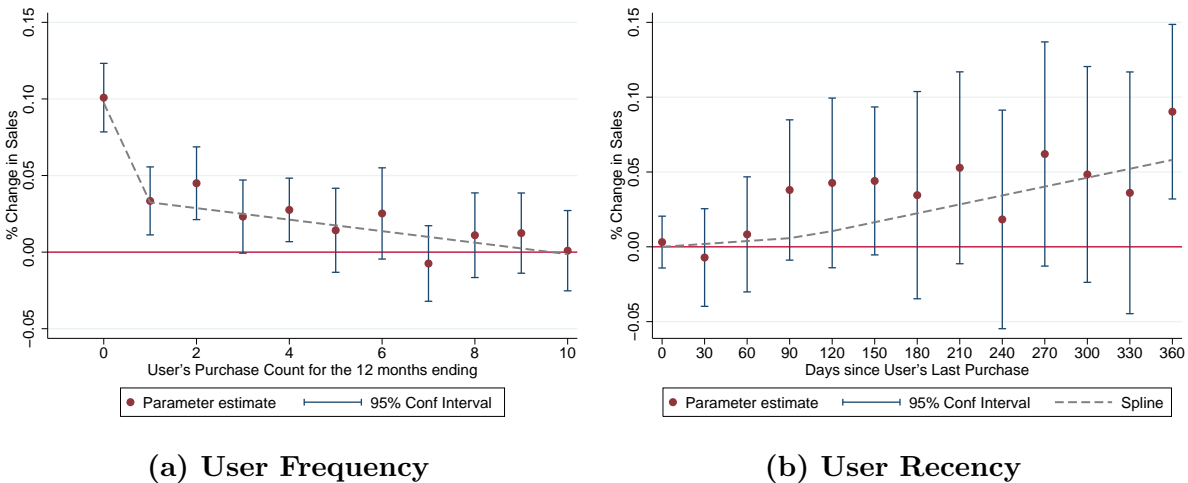 % Change in Sales
0.15
0.10
0.05
0.00
−0.05
0 2 4 6 8 10
User's Purchase Count for the 12 months ending
Parameter estimate 95% Conf Interval
(a) User Frequency
% Change in Sales
0.15
0.10
0.05
0.00
−0.05
0 30 60 90 120 150 180 210 240 270 300 330 360
Days since User's Last Purchase
Parameter estimate 95% Conf Interval Spline
(b) User Recency